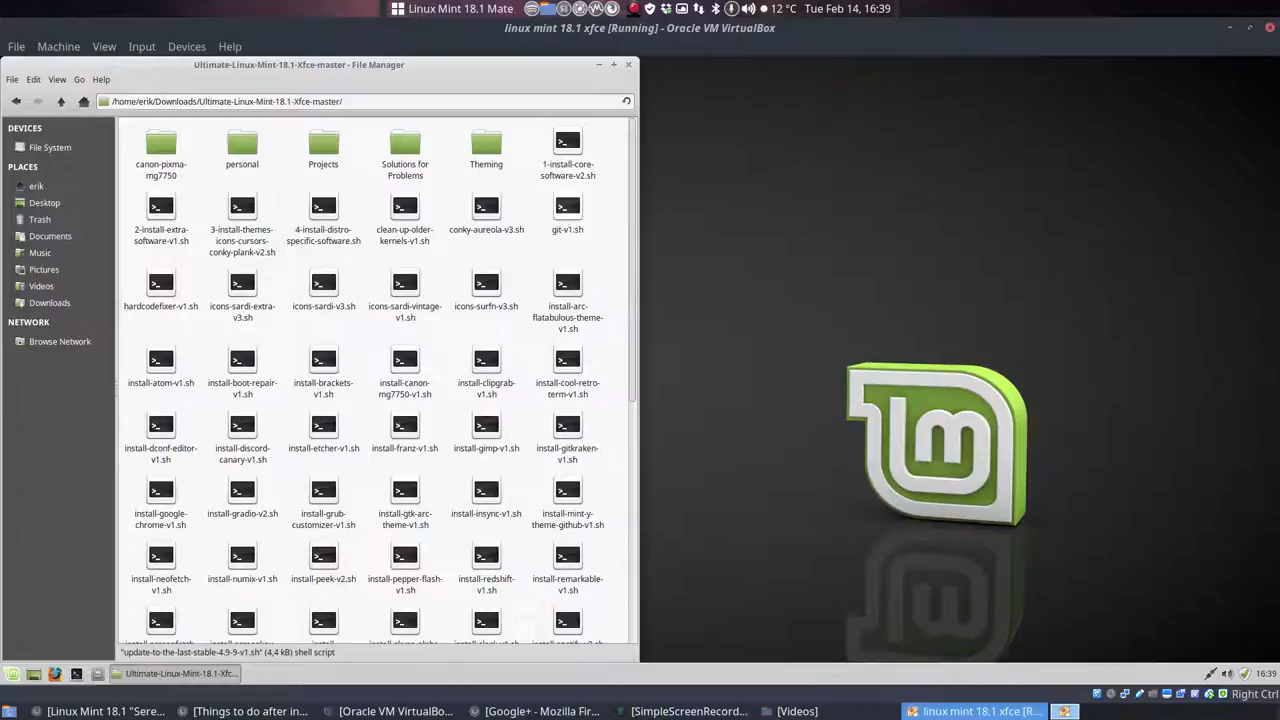 Linux Mint 18.1 Mate
12 °C Tue Feb 14, 16:39
linux mint 18.1 xfce [Running] - Oracle VM VirtualBox
File Machine View Input Devices Help
Ultimate-Linux-Mint-18.1-Xfce-master - File Manager
File Edit View Go Help
/home/erik/Downloads/Ultimate-Linux-Mint-18.1-Xfce-master/
DEVICES
File System
PLACES
erik
Desktop
Trash
Documents
Music
Pictures
Videos
Downloads
NETWORK
Browse Network
canon-pixma-
mg7750
personal
Projects
Solutions for
Problems
Theming
1-install-core-
software-v2.sh
2-install-extra-
software-v1.sh
3-install-themes-
icons-cursors-
conky-plank-v2.sh
4-install-distro-
specific-software.sh
clean-up-older-
kernels-v1.sh
conky-aureola-v3.sh
git-v1.sh
hardcodefixer-v1.sh
icons-sardi-extra-
v3.sh
icons-sardi-v3.sh
icons-sardi-vintage-
v1.sh
icons-surfn-v3.sh
install-arc-
flatabulous-theme-
v1.sh
install-atom-v1.sh
install-boot-repair-
v1.sh
install-brackets-
v1.sh
install-canon-
mg7750-v1.sh
install-clipgrab-
v1.sh
install-cool-retro-
term-v1.sh
install-dconf-editor-
v1.sh
install-discord-
canary-v1.sh
install-etcher-v1.sh
install-franz-v1.sh
install-gimp-v1.sh
install-gitkraken-
v1.sh
install-google-
chrome-v1.sh
install-gradio-v2.sh
install-grub-
customizer-v1.sh
install-gtk-arc-
theme-v1.sh
install-insync-v1.sh
install-mint-y-
theme-github-v1.sh
install-neofetch-
v1.sh
install-numix-v1.sh
install-peek-v2.sh
install-pepper-flash-
v1.sh
install-redshift-
v1.sh
install-remarkable-
v1.sh
"update-to-the-last-stable-4.9-9-v1.sh" (4,4 kB) shell script
lm
Ultimate-Linux-Mint-18.1-Xfc...
16:39
Right Ctrl
[Linux Mint 18.1 "Sere...
[Things to do after in...
[Oracle VM VirtualBo...
[Google+ - Mozilla Fir...
[SimpleScreenRecord...
[Videos]
linux mint 18.1 xfce [R...